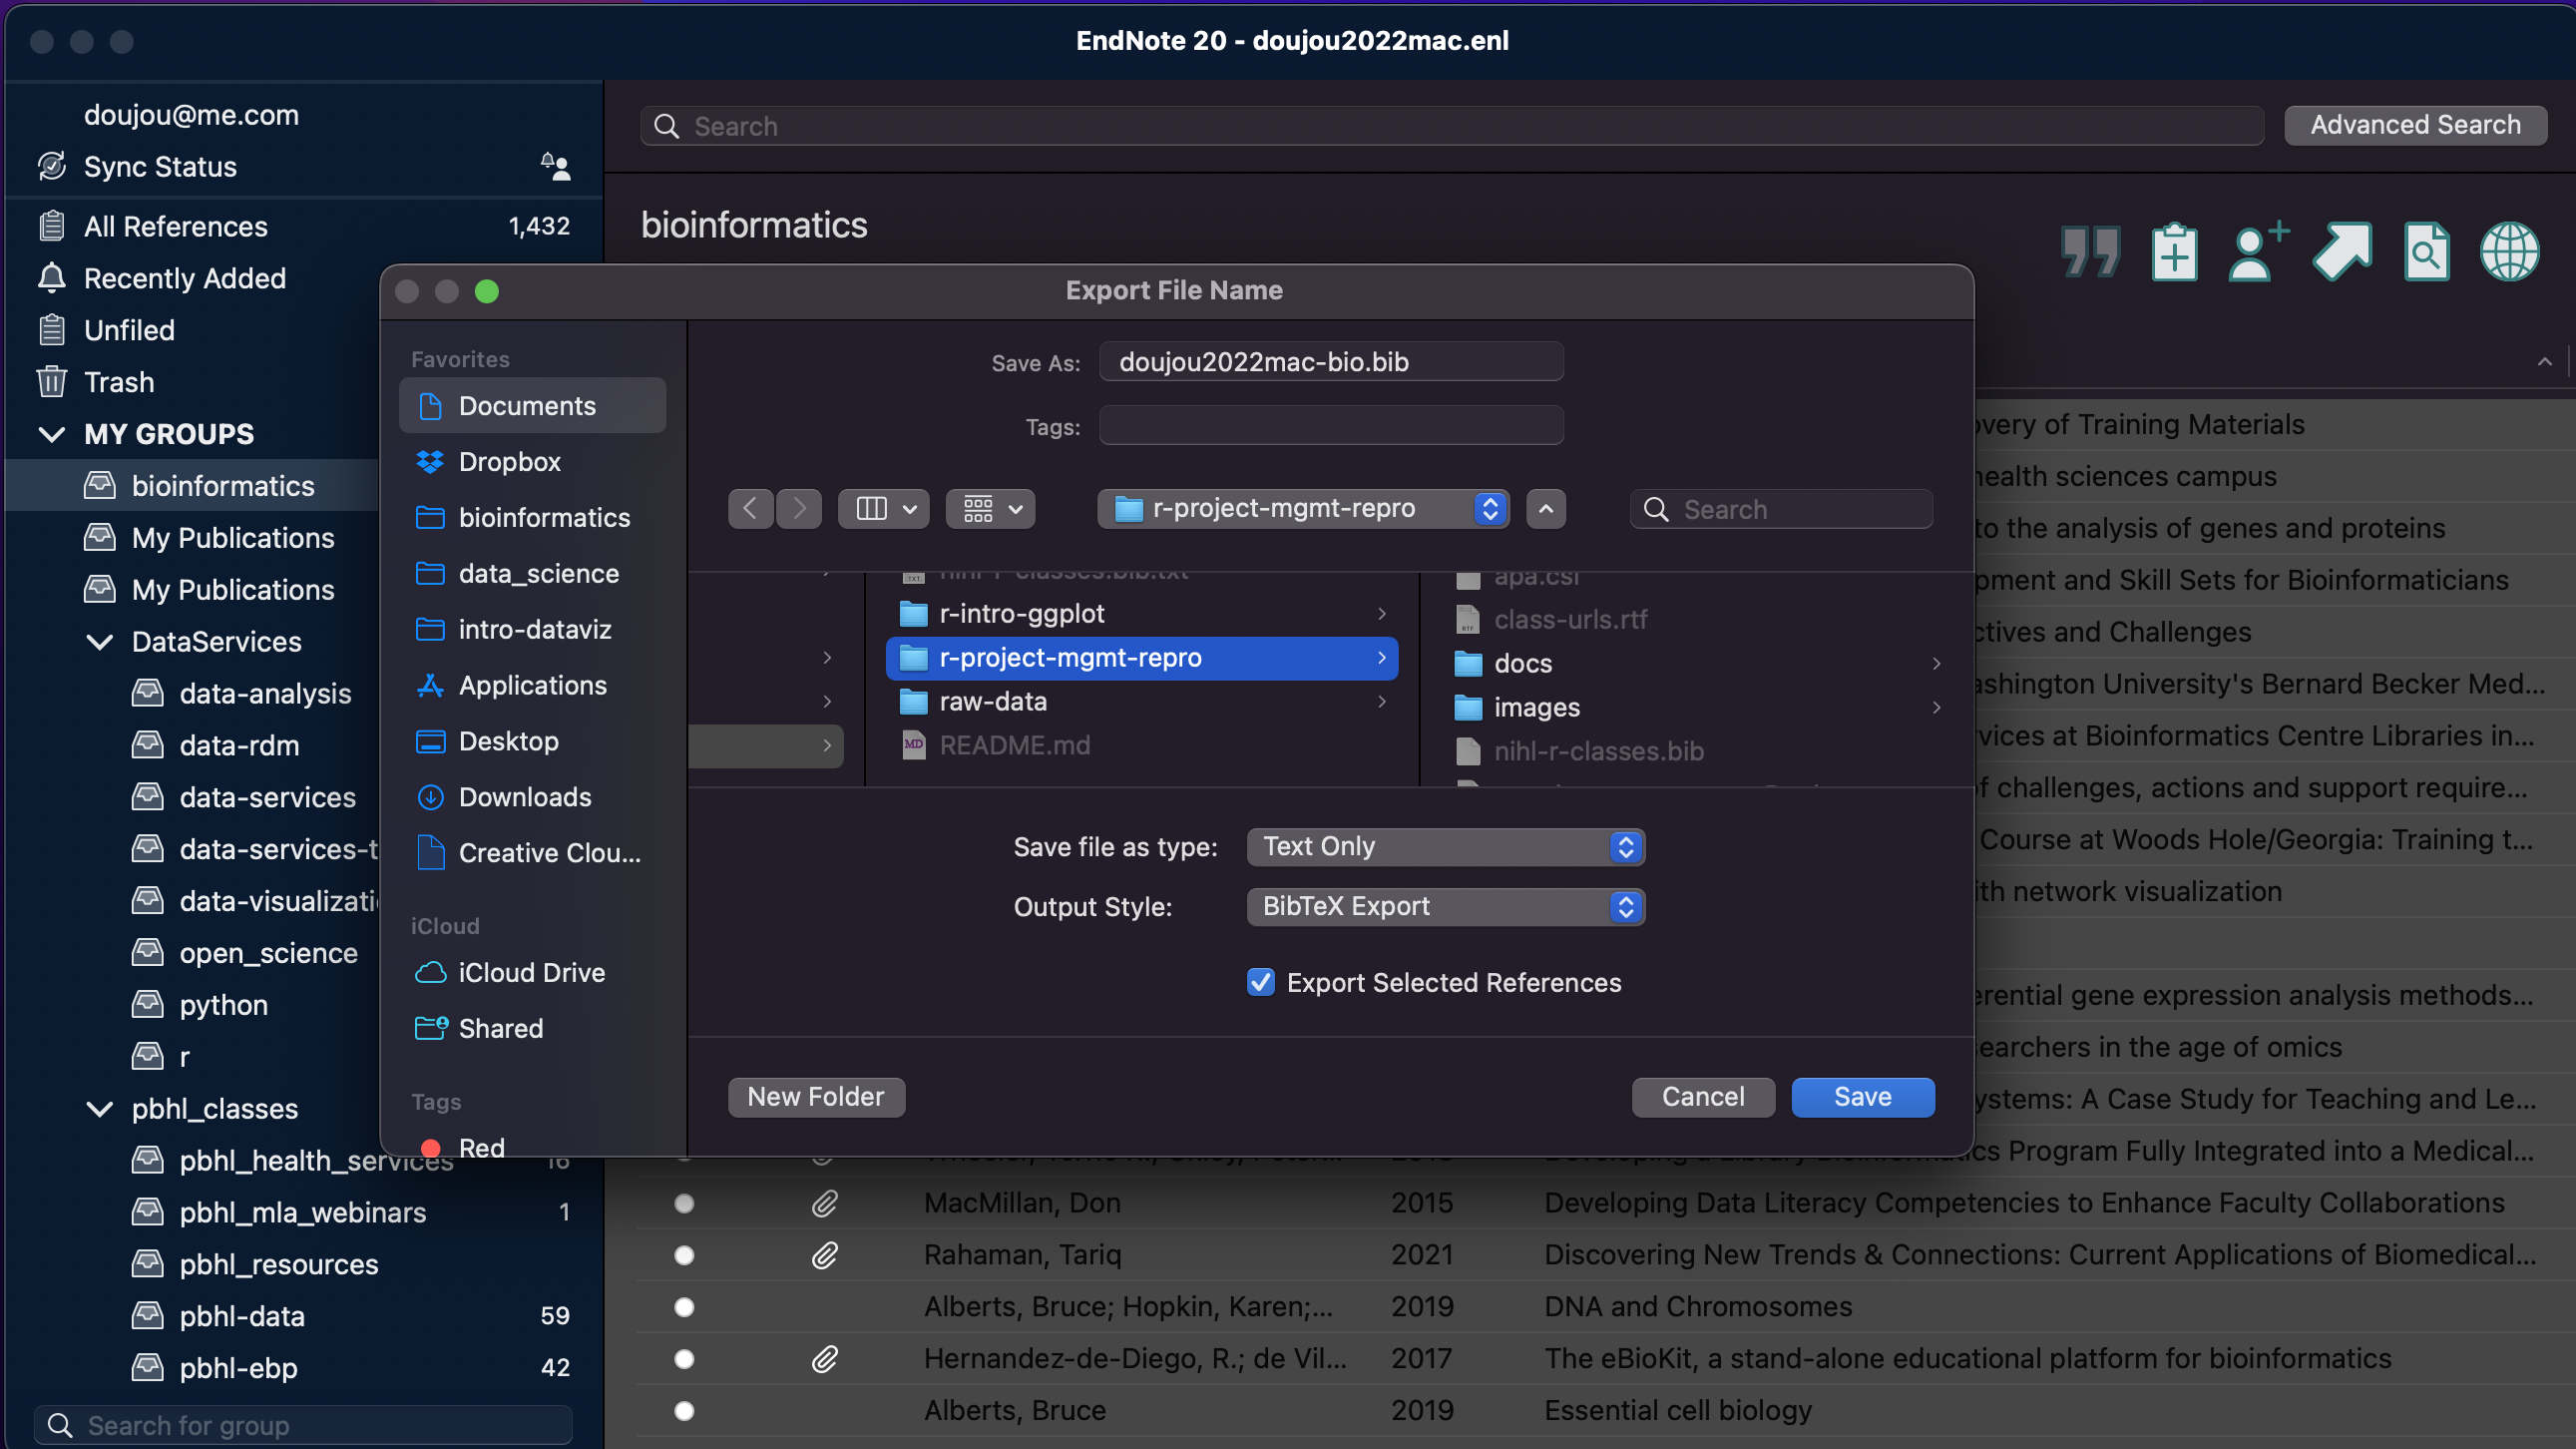 EndNote 20 - doujou2022mac.enl
doujou@me.com
Sync Status
All References 1,432
Recently Added
Unfiled
Trash
MY GROUPS
bioinformatics
My Publications
My Publications
DataServices
data-analysis
data-rdm
data-services
data-services-t
data-visualizati
open_science
python
r
pbhl_classes
pbhl_health_services 16
pbhl_mla_webinars 1
pbhl_resources
pbhl-data 59
pbhl-ebp 42
Search for group
Search
Advanced Search
bioinformatics
Export File Name
Favorites
Documents
Dropbox
bioinformatics
data_science
intro-dataviz
Applications
Desktop
Downloads
Creative Clou...
iCloud
iCloud Drive
Shared
Tags
Red
Save As: doujou2022mac-bio.bib
Tags:
r-project-mgmt-repro
Search
nihl-r-classes.bib.txt
r-intro-ggplot
r-project-mgmt-repro
raw-data
README.md
apa.csl
class-urls.rtf
docs
images
nihl-r-classes.bib
Save file as type: Text Only
Output Style: BibTeX Export
Export Selected References
New Folder
Cancel
Save
overy of Training Materials
health sciences campus
to the analysis of genes and proteins
pment and Skill Sets for Bioinformaticians
ctives and Challenges
ashington University's Bernard Becker Med...
rvices at Bioinformatics Centre Libraries in...
f challenges, actions and support require...
Course at Woods Hole/Georgia: Training t...
ith network visualization
erential gene expression analysis methods...
searchers in the age of omics
ystems: A Case Study for Teaching and Le...
Developing a Library Bioinformatics Program Fully Integrated into a Medical...
MacMillan, Don 2015 Developing Data Literacy Competencies to Enhance Faculty Collaborations
Rahaman, Tariq 2021 Discovering New Trends & Connections: Current Applications of Biomedical...
Alberts, Bruce; Hopkin, Karen;... 2019 DNA and Chromosomes
Hernandez-de-Diego, R.; de Vil... 2017 The eBioKit, a stand-alone educational platform for bioinformatics
Alberts, Bruce 2019 Essential cell biology